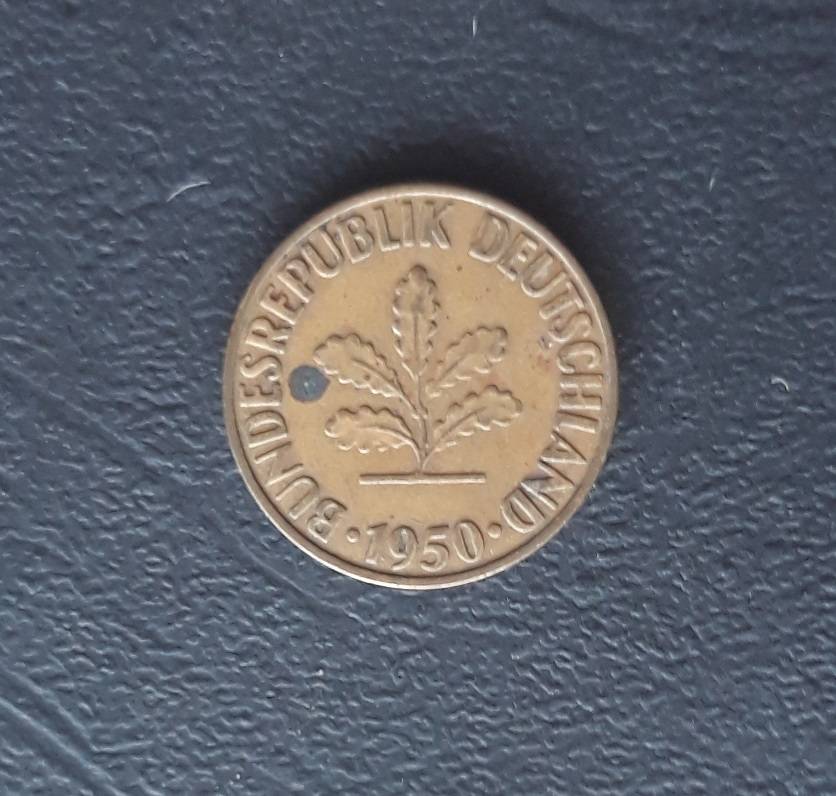 BUNDESREPUBLIK DEUTSCHLAND
·1950·